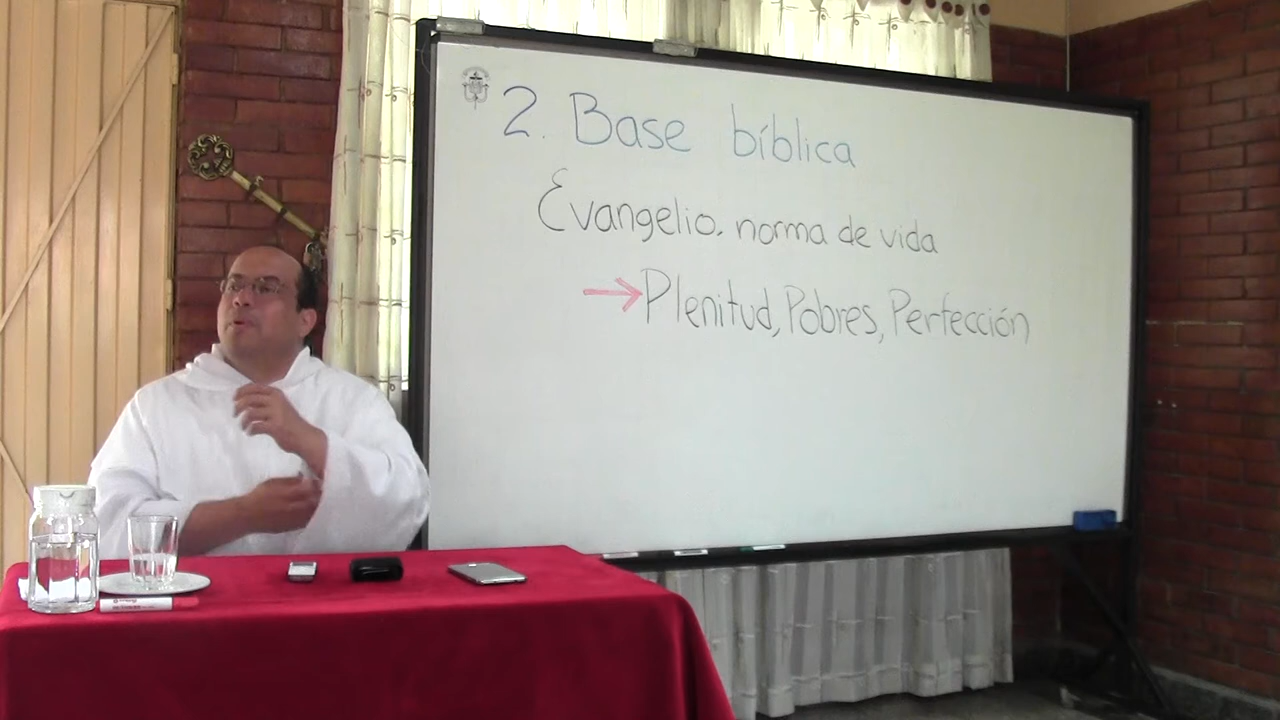 2. Base bíblica
Evangelio, norma de vida
→ Plenitud, Pobres, Perfección